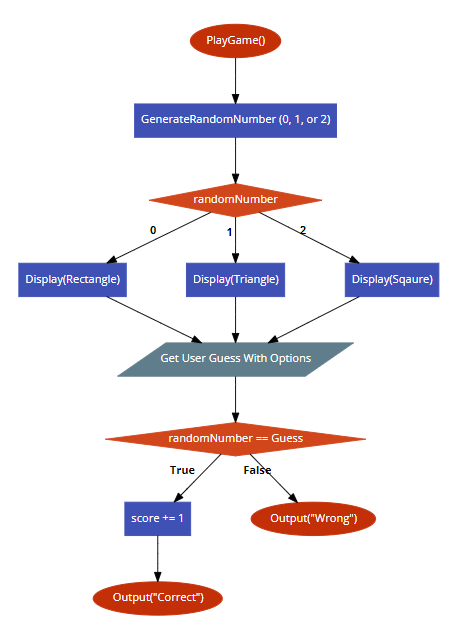 PlayGame()
GenerateRandomNumber (0, 1, or 2)
randomNumber
0
1
2
Display(Rectangle)
Display(Triangle)
Display(Sqaure)
Get User Guess With Options
randomNumber == Guess
True
False
score += 1
Output("Wrong")
Output("Correct")